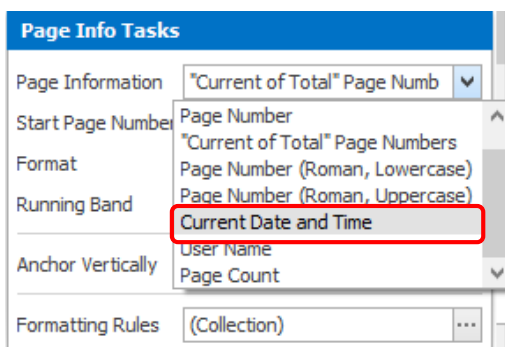 Page Info Tasks
Page Information "Current of Total" Page Numb
Start Page Number
Page Number
"Current of Total" Page Numbers
Format
Page Number (Roman, Lowercase)
Page Number (Roman, Uppercase)
Running Band
Current Date and Time
User Name
Anchor Vertically
Page Count
Formatting Rules (Collection) ...